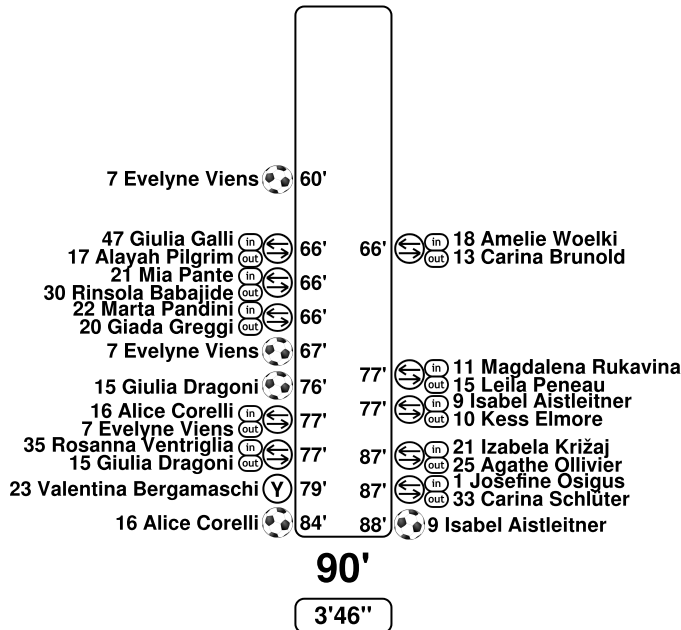 7 Evelyne Viens 60'
47 Giulia Galli in
17 Alayah Pilgrim out
66'
66'
in 18 Amelie Woelki
out 13 Carina Brunold
21 Mia Pante in
30 Rinsola Babajide out
66'
22 Marta Pandini in
20 Giada Greggi out
66'
7 Evelyne Viens 67'
15 Giulia Dragoni 76'
77'
in 11 Magdalena Rukavina
out 15 Leila Peneau
16 Alice Corelli in
7 Evelyne Viens out
77'
77'
in 9 Isabel Aistleitner
out 10 Kess Elmore
35 Rosanna Ventriglia in
15 Giulia Dragoni out
77'
87'
in 21 Izabela Križaj
out 25 Agathe Ollivier
23 Valentina Bergamaschi Y 79'
87'
in 1 Josefine Osigus
out 33 Carina Schlüter
16 Alice Corelli 84'
88' 9 Isabel Aistleitner
90'
3'46"